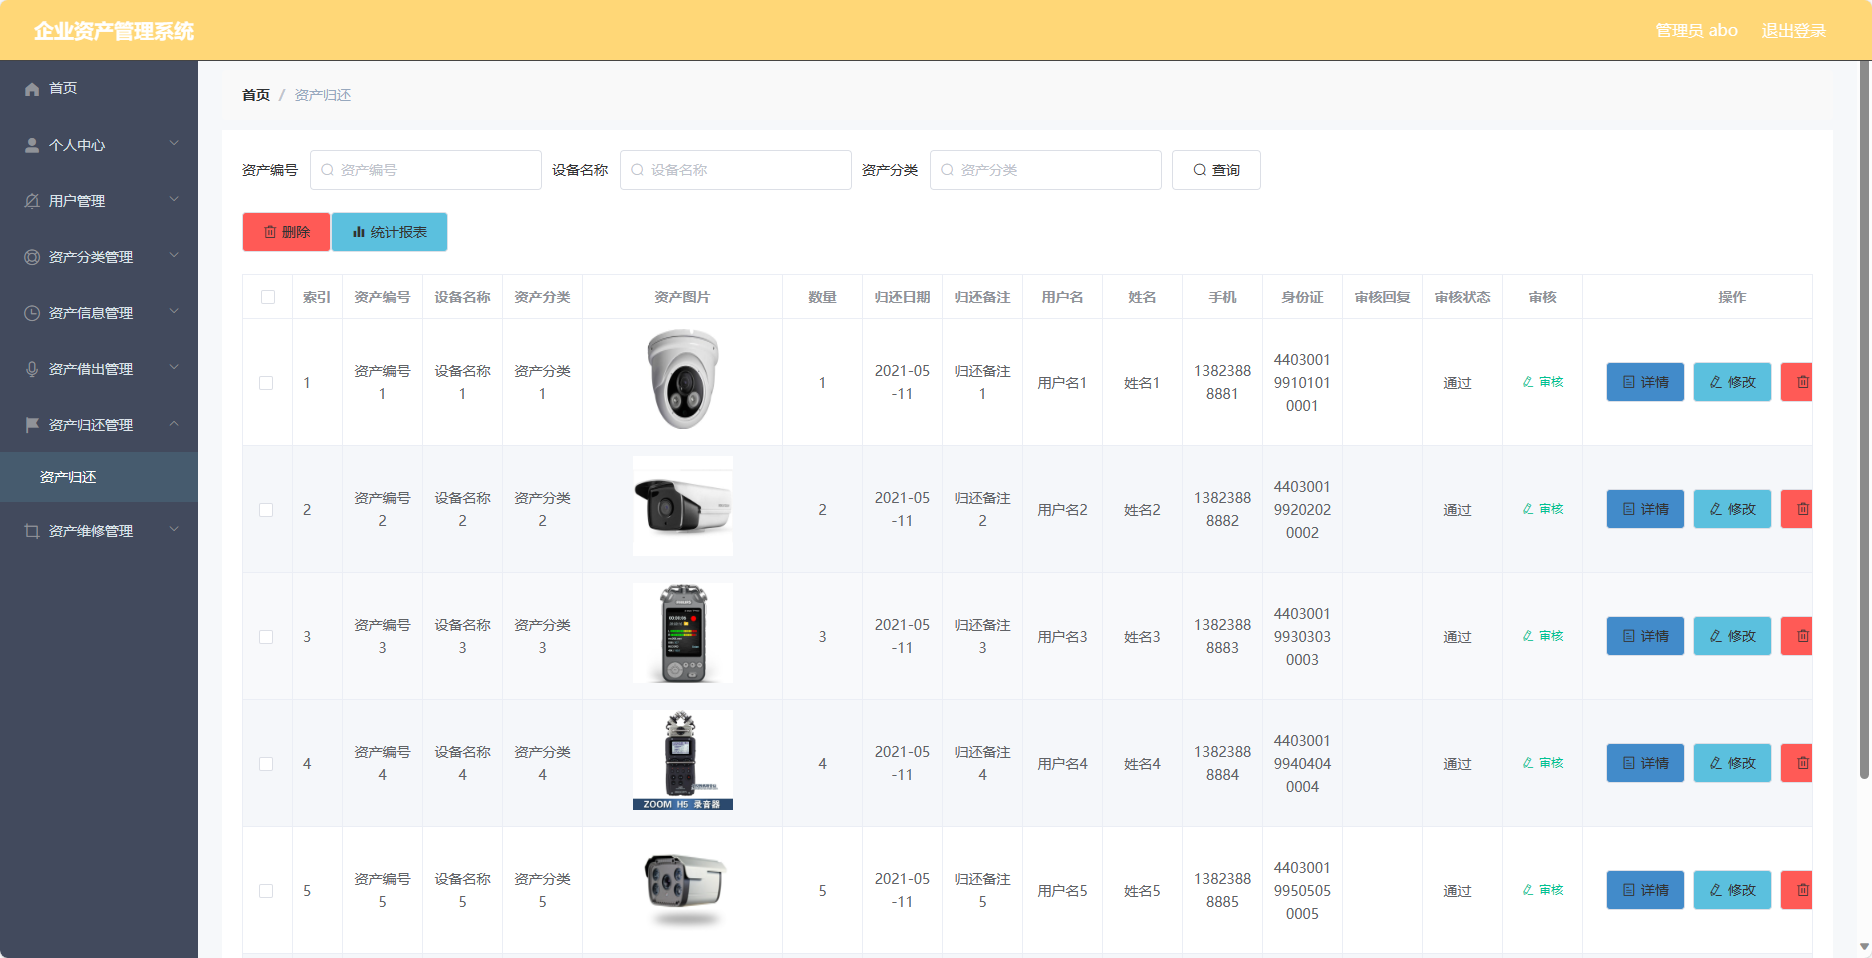 企业资产管理系统
管理员 abo 退出登录
首页
个人中心
用户管理
资产分类管理
资产信息管理
资产借出管理
资产归还管理
资产归还
资产维修管理
首页 / 资产归还
资产编号 资产编号 设备名称 设备名称 资产分类 资产分类 查询
删除 统计报表
索引 资产编号 设备名称 资产分类 资产图片 数量 归还日期 归还备注 用户名 姓名 手机 身份证 审核回复 审核状态 审核 操作
1 资产编号1 设备名称1 资产分类1 1 2021-05-11 归还备注1 用户名1 姓名1 13823888881 440300199101010001 通过 审核 详情 修改
2 资产编号2 设备名称2 资产分类2 2 2021-05-11 归还备注2 用户名2 姓名2 13823888882 440300199202020002 通过 审核 详情 修改
3 资产编号3 设备名称3 资产分类3 3 2021-05-11 归还备注3 用户名3 姓名3 13823888883 440300199303030003 通过 审核 详情 修改
4 资产编号4 设备名称4 资产分类4 ZOOM H5 录音器 4 2021-05-11 归还备注4 用户名4 姓名4 13823888884 440300199404040004 通过 审核 详情 修改
5 资产编号5 设备名称5 资产分类5 5 2021-05-11 归还备注5 用户名5 姓名5 13823888885 440300199505050005 通过 审核 详情 修改